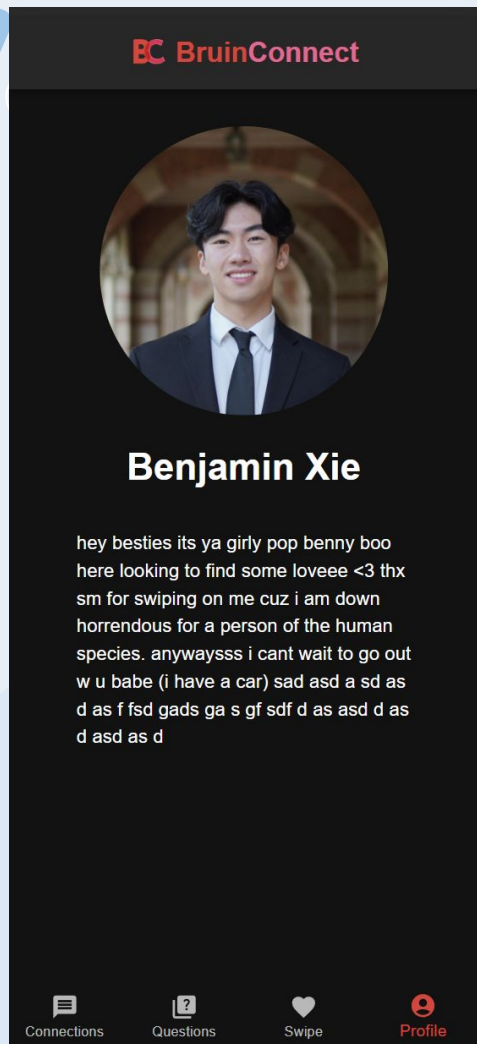 BC BruinConnect
Benjamin Xie
hey besties its ya girly pop benny boo
here looking to find some loveee <3 thx
sm for swiping on me cuz i am down
horrendous for a person of the human
species. anywaysss i cant wait to go out
w u babe (i have a car) sad asd a sd as
d as f fsd gads ga s gf sdf d as asd d as
d asd as d
Connections Questions Swipe Profile